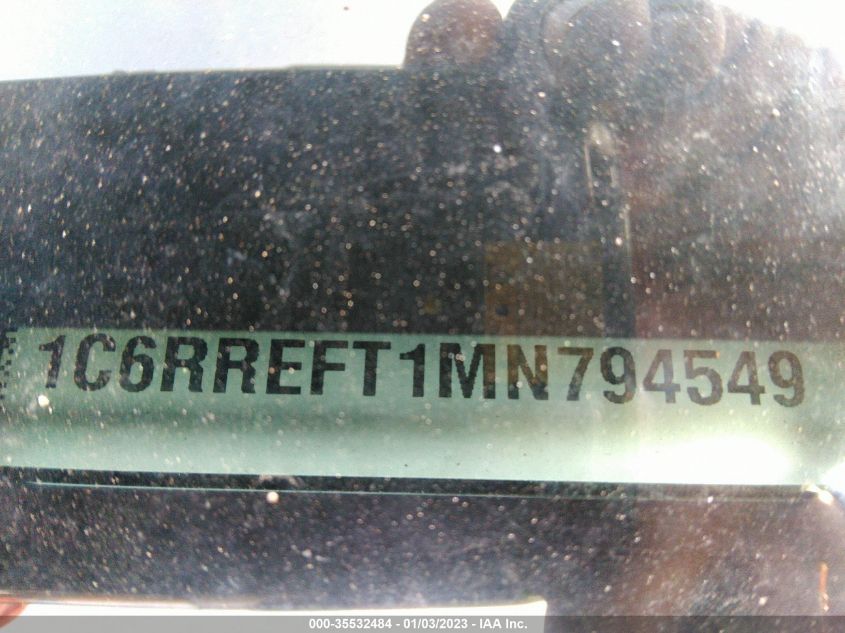 1C6RREFT1MN794549
000-35532484 - 01/03/2023 - IAA Inc.